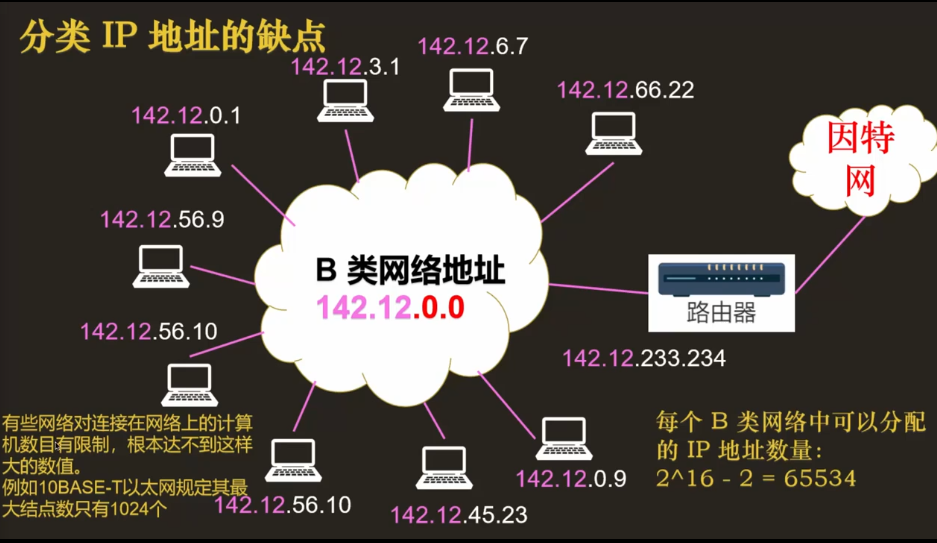 分类 IP 地址的缺点
142.12.6.7
142.12.3.1
142.12.66.22
142.12.0.1
因特
网
142.12.56.9
B 类网络地址
142.12.0.0
路由器
142.12.56.10
142.12.233.234
有些网络对连接在网络上的计算
机数目有限制，根本达不到这样
大的数值。
例如10BASE-T以太网规定其最
大结点数只有1024个
每个 B 类网络中可以分配
的 IP 地址数量:
2^16 - 2 = 65534
142.12.0.9
142.12.56.10
142.12.45.23